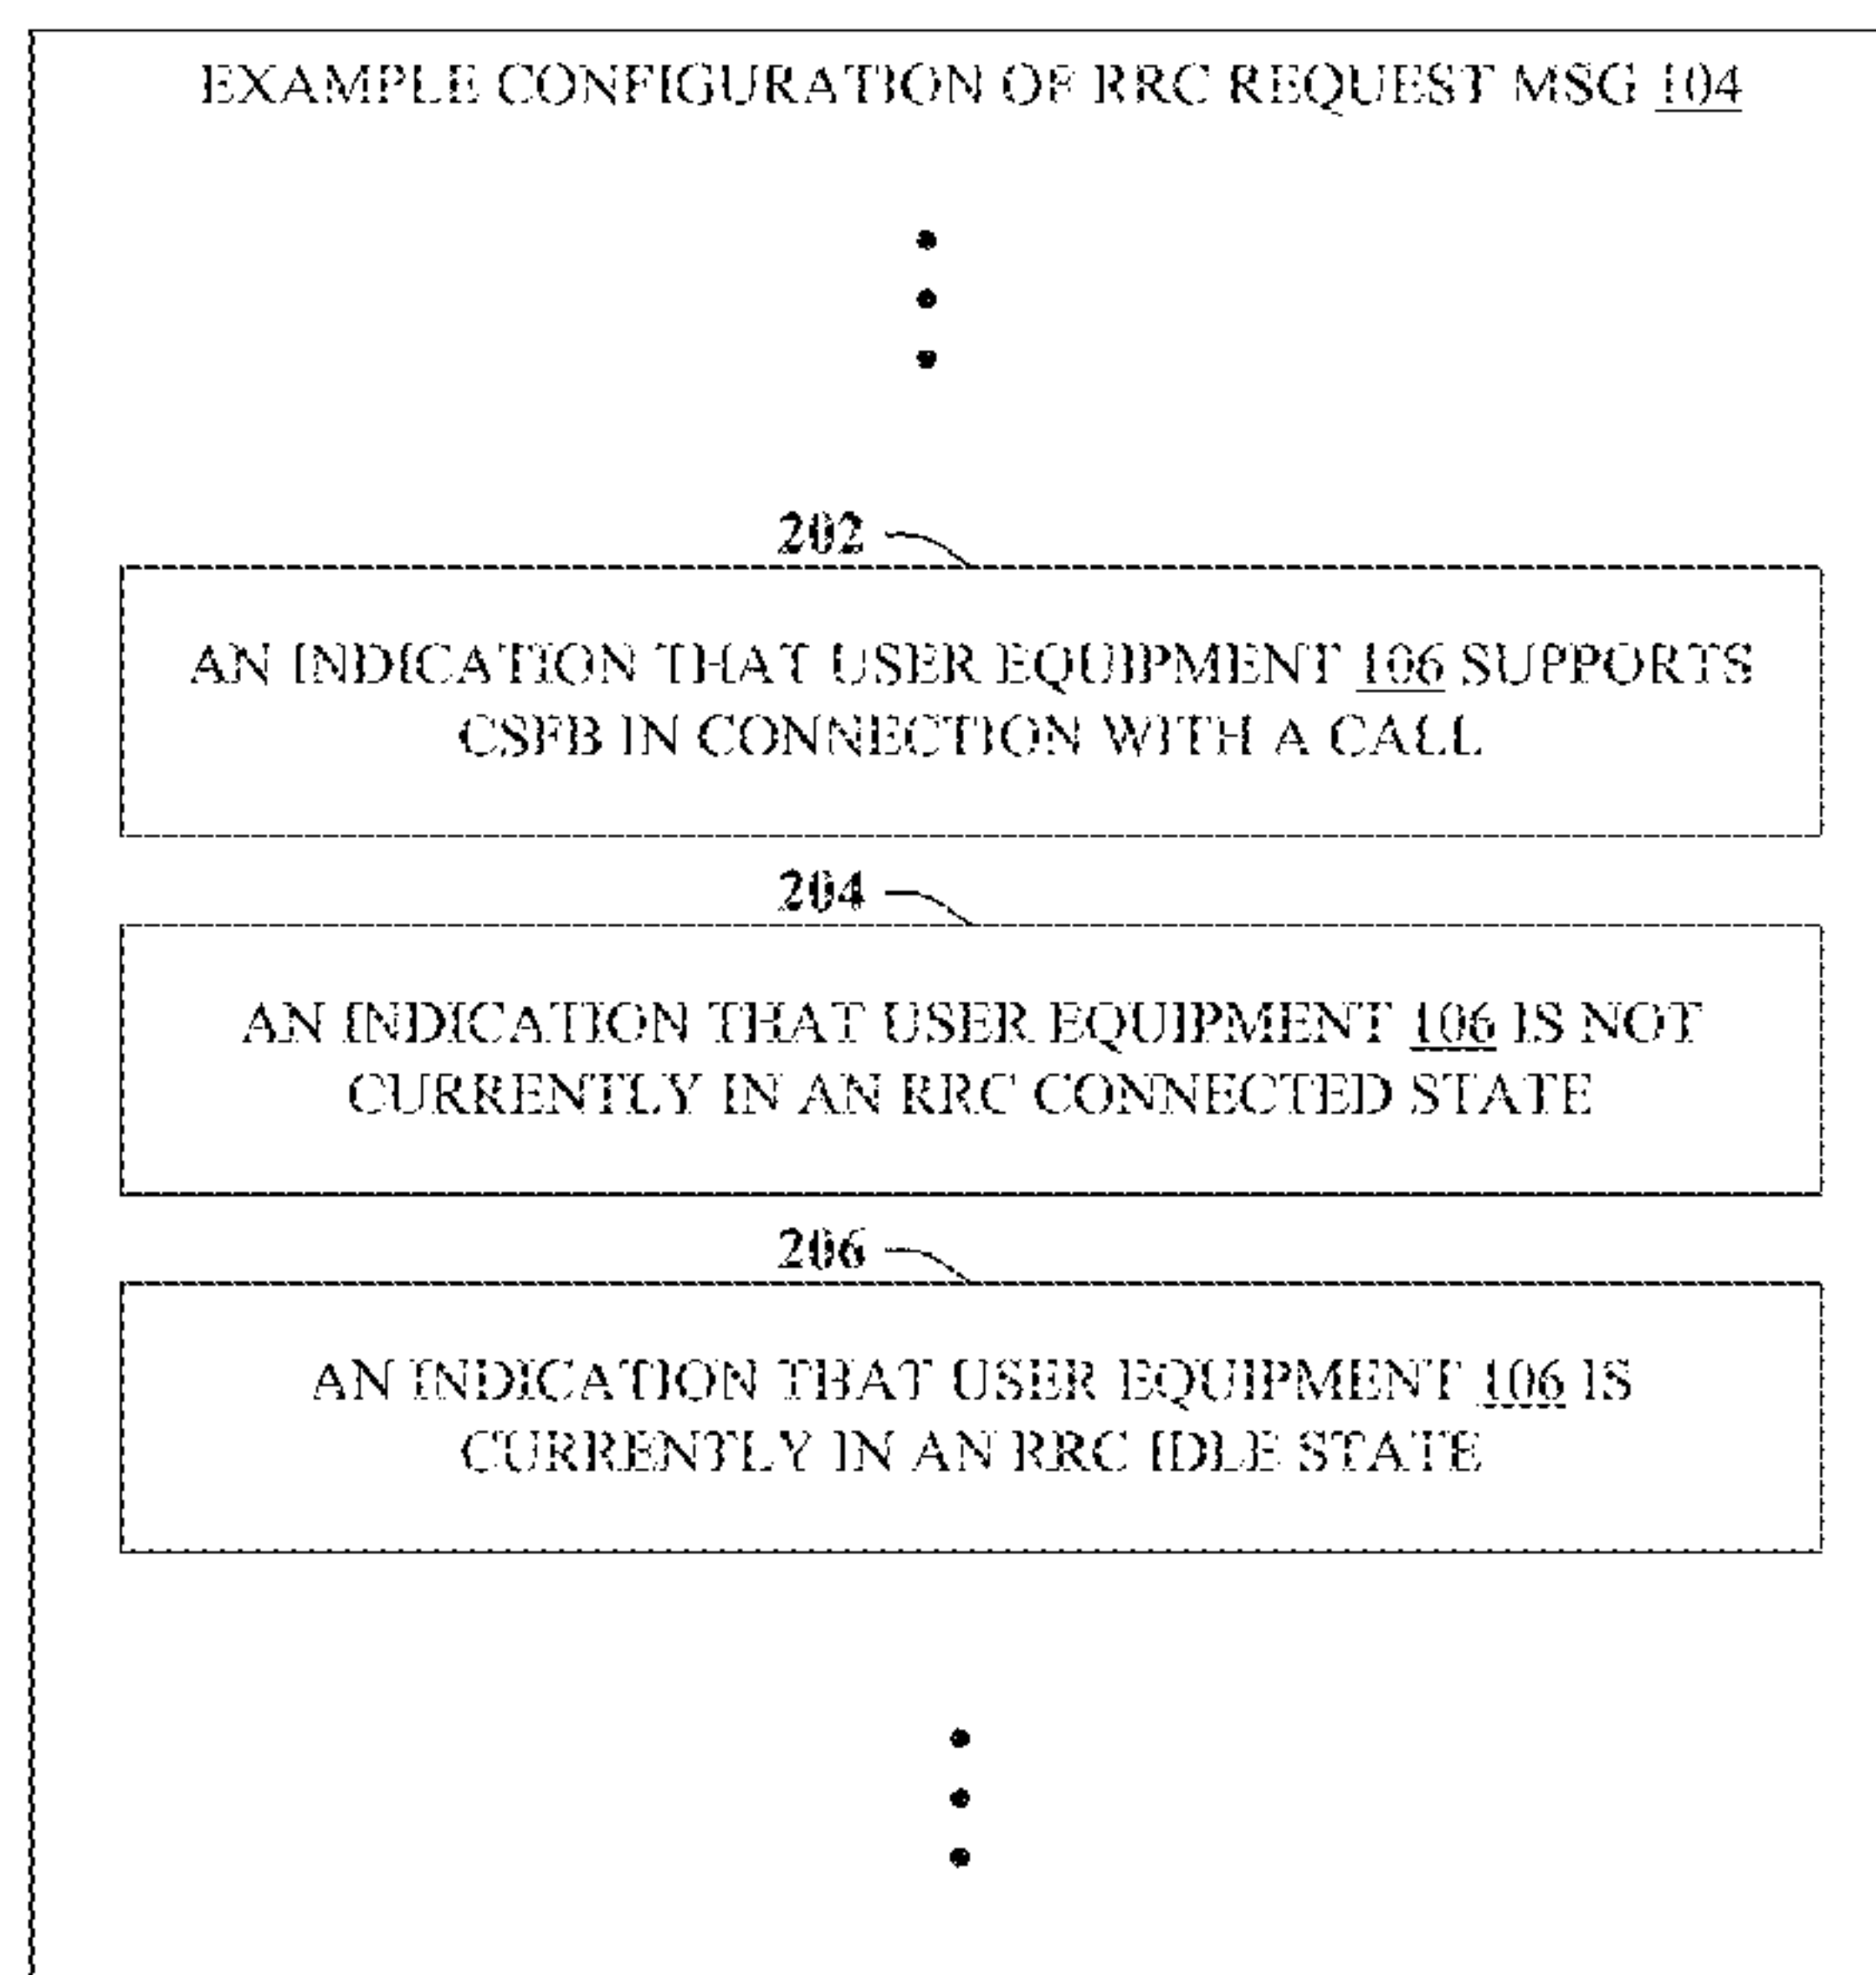 EXAMPLE CONFIGURATION OF RRC REQUEST MSG 104
202
AN INDICATION THAT USER EQUIPMENT 106 SUPPORTS
CSFB IN CONNECTION WITH A CALL
204
AN INDICATION THAT USER EQUIPMENT 106 IS NOT
CURRENTLY IN AN RRC CONNECTED STATE
206
AN INDICATION THAT USER EQUIPMENT 106 IS
CURRENTLY IN AN RRC IDLE STATE